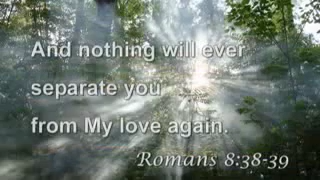 And nothing will ever
separate you
from My love again.
Romans 8:38-39